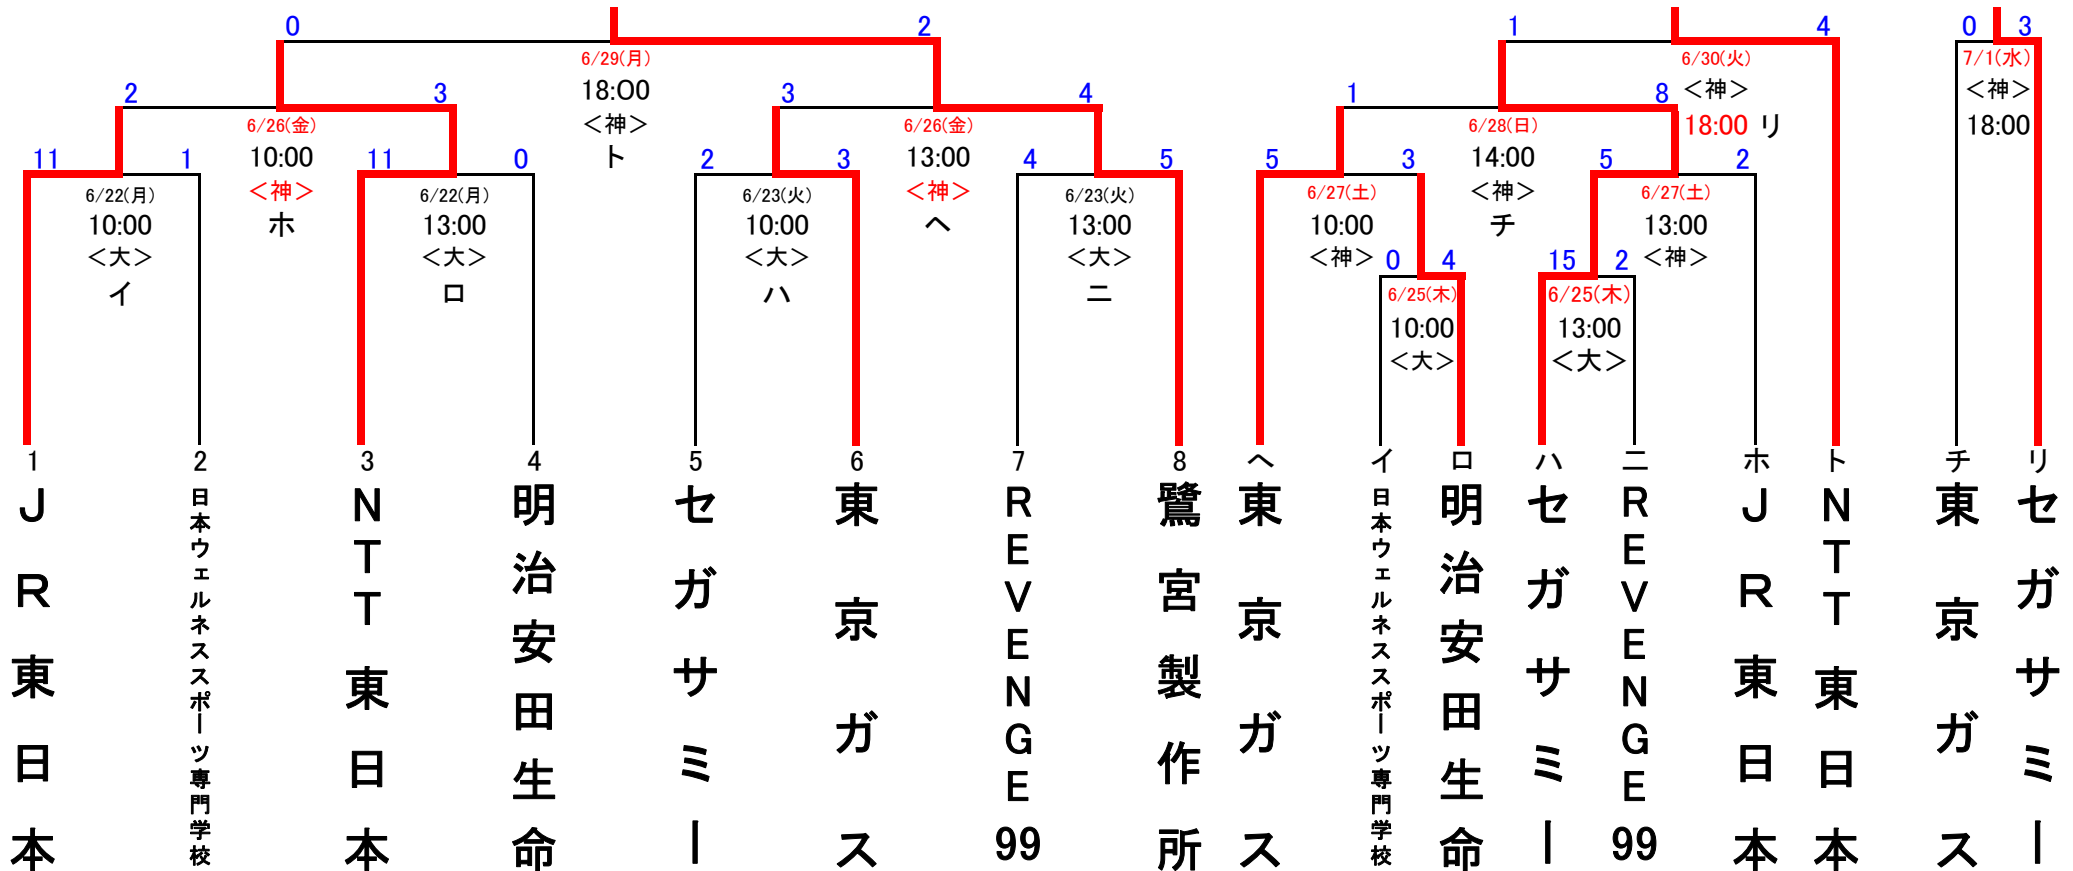 0 2 1 4 0 3
6/29(月) 6/30(火) 7/1(水)
18:00 <神> <神>
2 3 3 4 1 8
<神> 18:00 リ 18:00
6/26(金) 6/26(金) 6/28(日)
10:00 ト 13:00 14:00
11 1 11 0 2 3 4 5 5 3 5 2
<神> <神> <神>
6/22(月) 6/22(月) 6/23(火) 6/23(火) 6/27(土) 6/27(土)
10:00 ホ 13:00 10:00 ヘ 13:00 10:00 チ 13:00
<大> <大> <大> <大> <神> <神>
0 4 15 2
イ ロ ハ ニ 6/25(木) 6/25(木)
10:00 13:00
<大> <大>
1 2 3 4 5 6 7 8 ヘ イ ロ ハ ニ ホ ト チ リ
JR東日本
日本ウェルネススポーツ専門学校
NTT東日本
明治安田生命
セガサミー
東京ガス
REVENGE99
鷺宮製作所
東京ガス
日本ウェルネススポーツ専門学校
明治安田生命
セガサミー
REVENGE99
JR東日本
NTT東日本
東京ガス
セガサミー